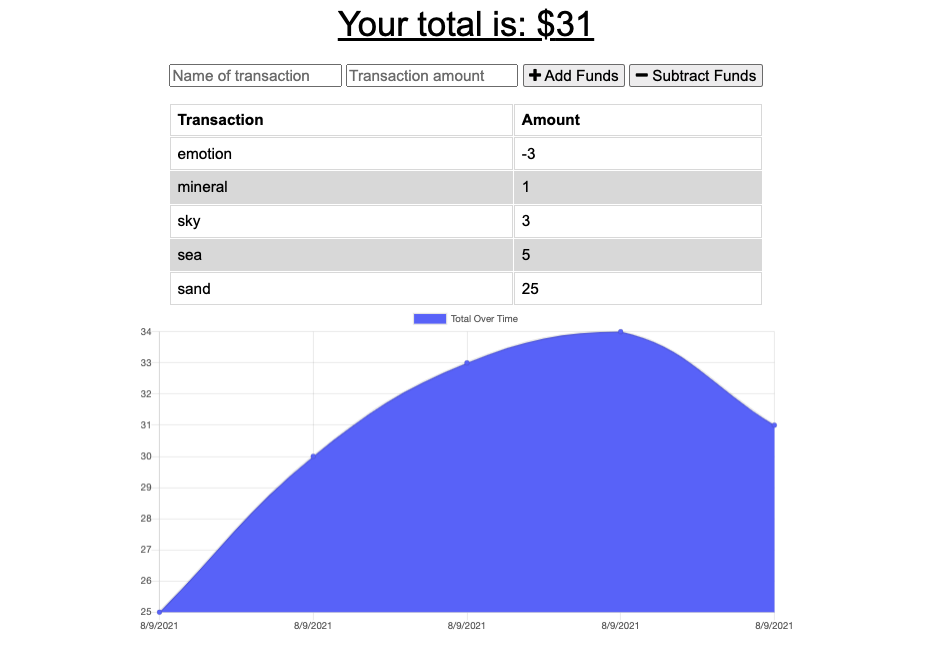 Your total is: $31
Name of transaction Transaction amount Add Funds Subtract Funds
Transaction Amount
emotion -3
mineral 1
sky 3
sea 5
sand 25
Total Over Time
34
33
32
31
30
29
28
27
26
25
8/9/2021 8/9/2021 8/9/2021 8/9/2021 8/9/2021